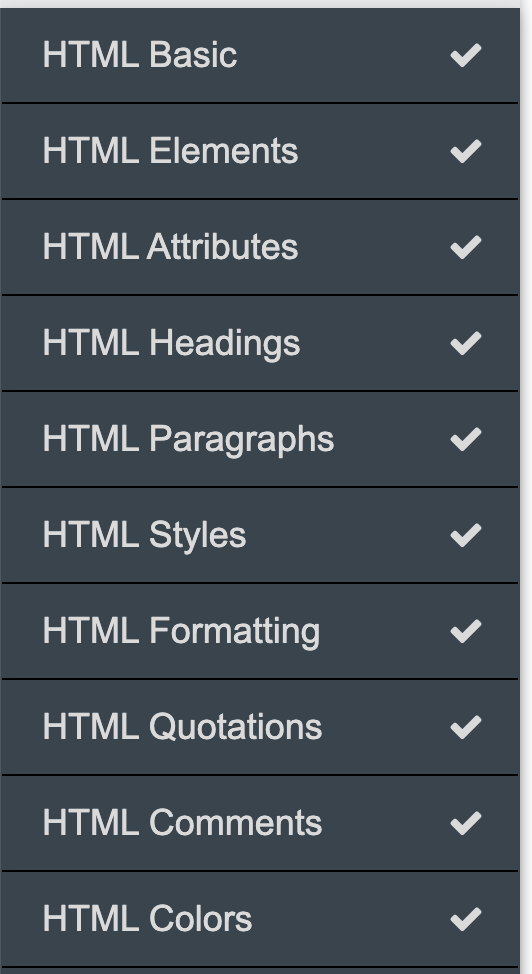 HTML Basic
HTML Elements
HTML Attributes
HTML Headings
HTML Paragraphs
HTML Styles
HTML Formatting
HTML Quotations
HTML Comments
HTML Colors